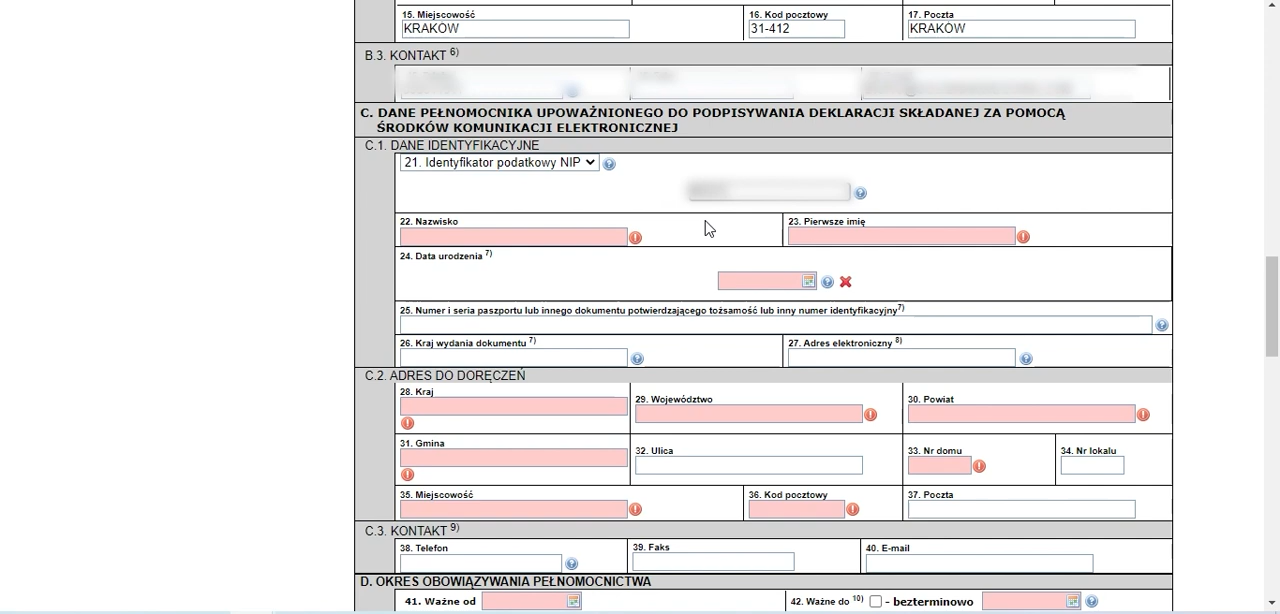 15. Miejscowość
16. Kod pocztowy
17. Poczta
KRAKÓW
31-412
KRAKÓW
B.3. KONTAKT 6)
C. DANE PEŁNOMOCNIKA UPOWAŻNIONEGO DO PODPISYWANIA DEKLARACJI SKŁADANEJ ZA POMOCĄ
ŚRODKÓW KOMUNIKACJI ELEKTRONICZNEJ
C.1. DANE IDENTYFIKACYJNE
21. Identyfikator podatkowy NIP
22. Nazwisko
23. Pierwsze imię
24. Data urodzenia 7)
25. Numer i seria paszportu lub innego dokumentu potwierdzającego tożsamość lub inny numer identyfikacyjny7)
26. Kraj wydania dokumentu 7)
27. Adres elektroniczny 8)
C.2. ADRES DO DORĘCZEŃ
28. Kraj
29. Województwo
30. Powiat
31. Gmina
32. Ulica
33. Nr domu
34. Nr lokalu
35. Miejscowość
36. Kod pocztowy
37. Poczta
C.3. KONTAKT 9)
38. Telefon
39. Faks
40. E-mail
D. OKRES OBOWIĄZYWANIA PEŁNOMOCNICTWA
41. Ważne od
42. Ważne do 10) - bezterminowo